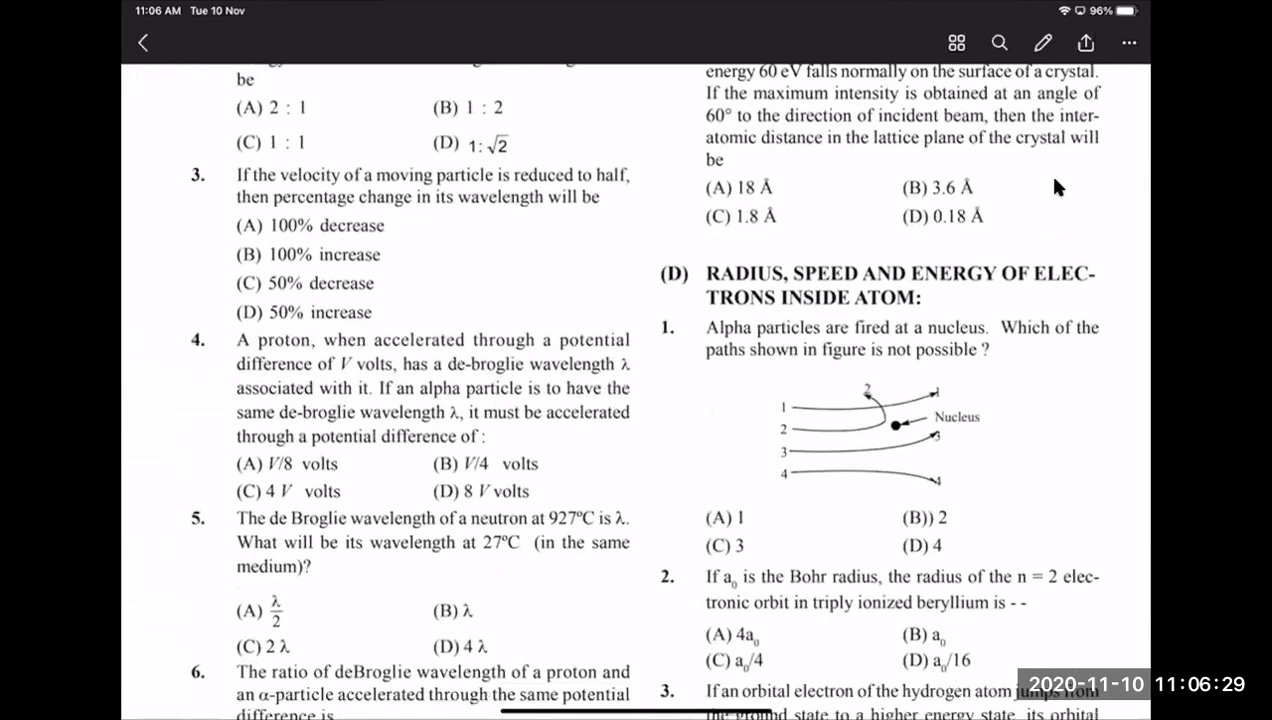 11:06 AM Tue 10 Nov
96%
be
(A) 2 : 1 (B) 1 : 2
(C) 1 : 1 (D) 1:√2
3. If the velocity of a moving particle is reduced to half,
then percentage change in its wavelength will be
(A) 100% decrease
(B) 100% increase
(C) 50% decrease
(D) 50% increase
4. A proton, when accelerated through a potential
difference of V volts, has a de-broglie wavelength λ
associated with it. If an alpha particle is to have the
same de-broglie wavelength λ, it must be accelerated
through a potential difference of :
(A) V/8 volts (B) V/4 volts
(C) 4 V volts (D) 8 V volts
5. The de Broglie wavelength of a neutron at 927ºC is λ.
What will be its wavelength at 27ºC (in the same
medium)?
(A) λ/2 (B) λ
(C) 2 λ (D) 4 λ
6. The ratio of deBroglie wavelength of a proton and
an α-particle accelerated through the same potential
difference is
energy 60 eV falls normally on the surface of a crystal.
If the maximum intensity is obtained at an angle of
60° to the direction of incident beam, then the inter-
atomic distance in the lattice plane of the crystal will
be
(A) 18 Å (B) 3.6 Å
(C) 1.8 Å (D) 0.18 Å
(D) RADIUS, SPEED AND ENERGY OF ELEC-
TRONS INSIDE ATOM:
1. Alpha particles are fired at a nucleus. Which of the
paths shown in figure is not possible ?
2
1 1
Nucleus
2
3 3
4 4
(A) 1 (B)) 2
(C) 3 (D) 4
2. If a₀ is the Bohr radius, the radius of the n = 2 elec-
tronic orbit in triply ionized beryllium is - -
(A) 4a₀ (B) a₀
(C) a₀/4 (D) a₀/16
3. If an orbital electron of the hydrogen atom jumps from
the ground state to a higher energy state, its orbital
2020-11-10 11:06:29